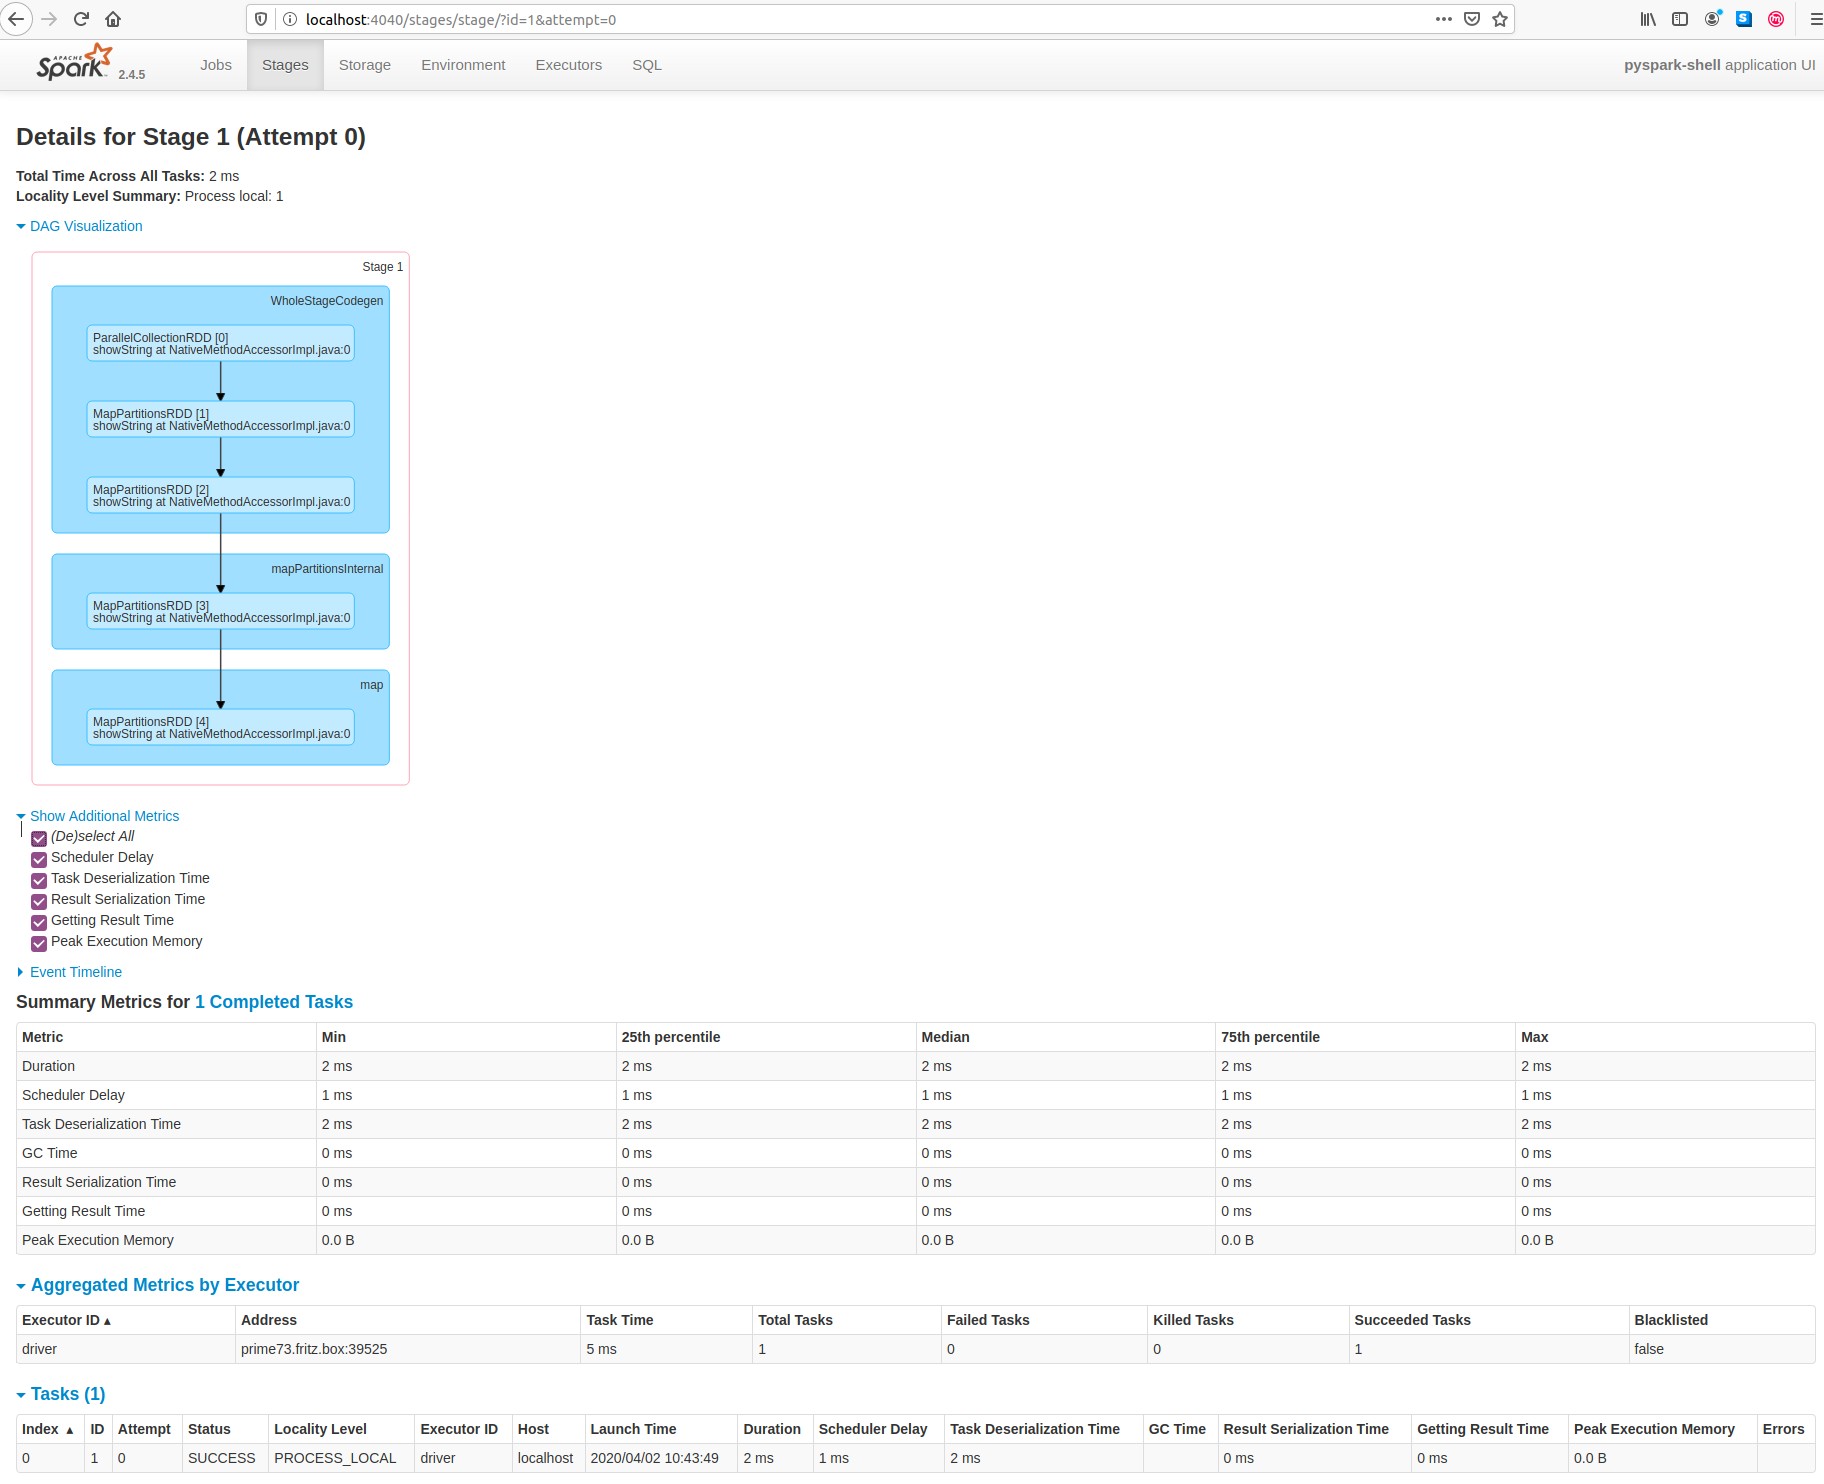 localhost:4040/stages/stage/?id=1&attempt=0
APACHE
Spark 2.4.5 Jobs Stages Storage Environment Executors SQL pyspark-shell application UI
Details for Stage 1 (Attempt 0)
Total Time Across All Tasks: 2 ms
Locality Level Summary: Process local: 1
DAG Visualization
Stage 1
WholeStageCodegen
ParallelCollectionRDD [0]
showString at NativeMethodAccessorImpl.java:0
MapPartitionsRDD [1]
showString at NativeMethodAccessorImpl.java:0
MapPartitionsRDD [2]
showString at NativeMethodAccessorImpl.java:0
mapPartitionsInternal
MapPartitionsRDD [3]
showString at NativeMethodAccessorImpl.java:0
map
MapPartitionsRDD [4]
showString at NativeMethodAccessorImpl.java:0
Show Additional Metrics
(De)select All
Scheduler Delay
Task Deserialization Time
Result Serialization Time
Getting Result Time
Peak Execution Memory
Event Timeline
Summary Metrics for 1 Completed Tasks
Metric Min 25th percentile Median 75th percentile Max
Duration 2 ms 2 ms 2 ms 2 ms 2 ms
Scheduler Delay 1 ms 1 ms 1 ms 1 ms 1 ms
Task Deserialization Time 2 ms 2 ms 2 ms 2 ms 2 ms
GC Time 0 ms 0 ms 0 ms 0 ms 0 ms
Result Serialization Time 0 ms 0 ms 0 ms 0 ms 0 ms
Getting Result Time 0 ms 0 ms 0 ms 0 ms 0 ms
Peak Execution Memory 0.0 B 0.0 B 0.0 B 0.0 B 0.0 B
Aggregated Metrics by Executor
Executor ID ▴ Address Task Time Total Tasks Failed Tasks Killed Tasks Succeeded Tasks Blacklisted
driver prime73.fritz.box:39525 5 ms 1 0 0 1 false
Tasks (1)
Index ▴ ID Attempt Status Locality Level Executor ID Host Launch Time Duration Scheduler Delay Task Deserialization Time GC Time Result Serialization Time Getting Result Time Peak Execution Memory Errors
0 1 0 SUCCESS PROCESS_LOCAL driver localhost 2020/04/02 10:43:49 2 ms 1 ms 2 ms 0 ms 0 ms 0.0 B